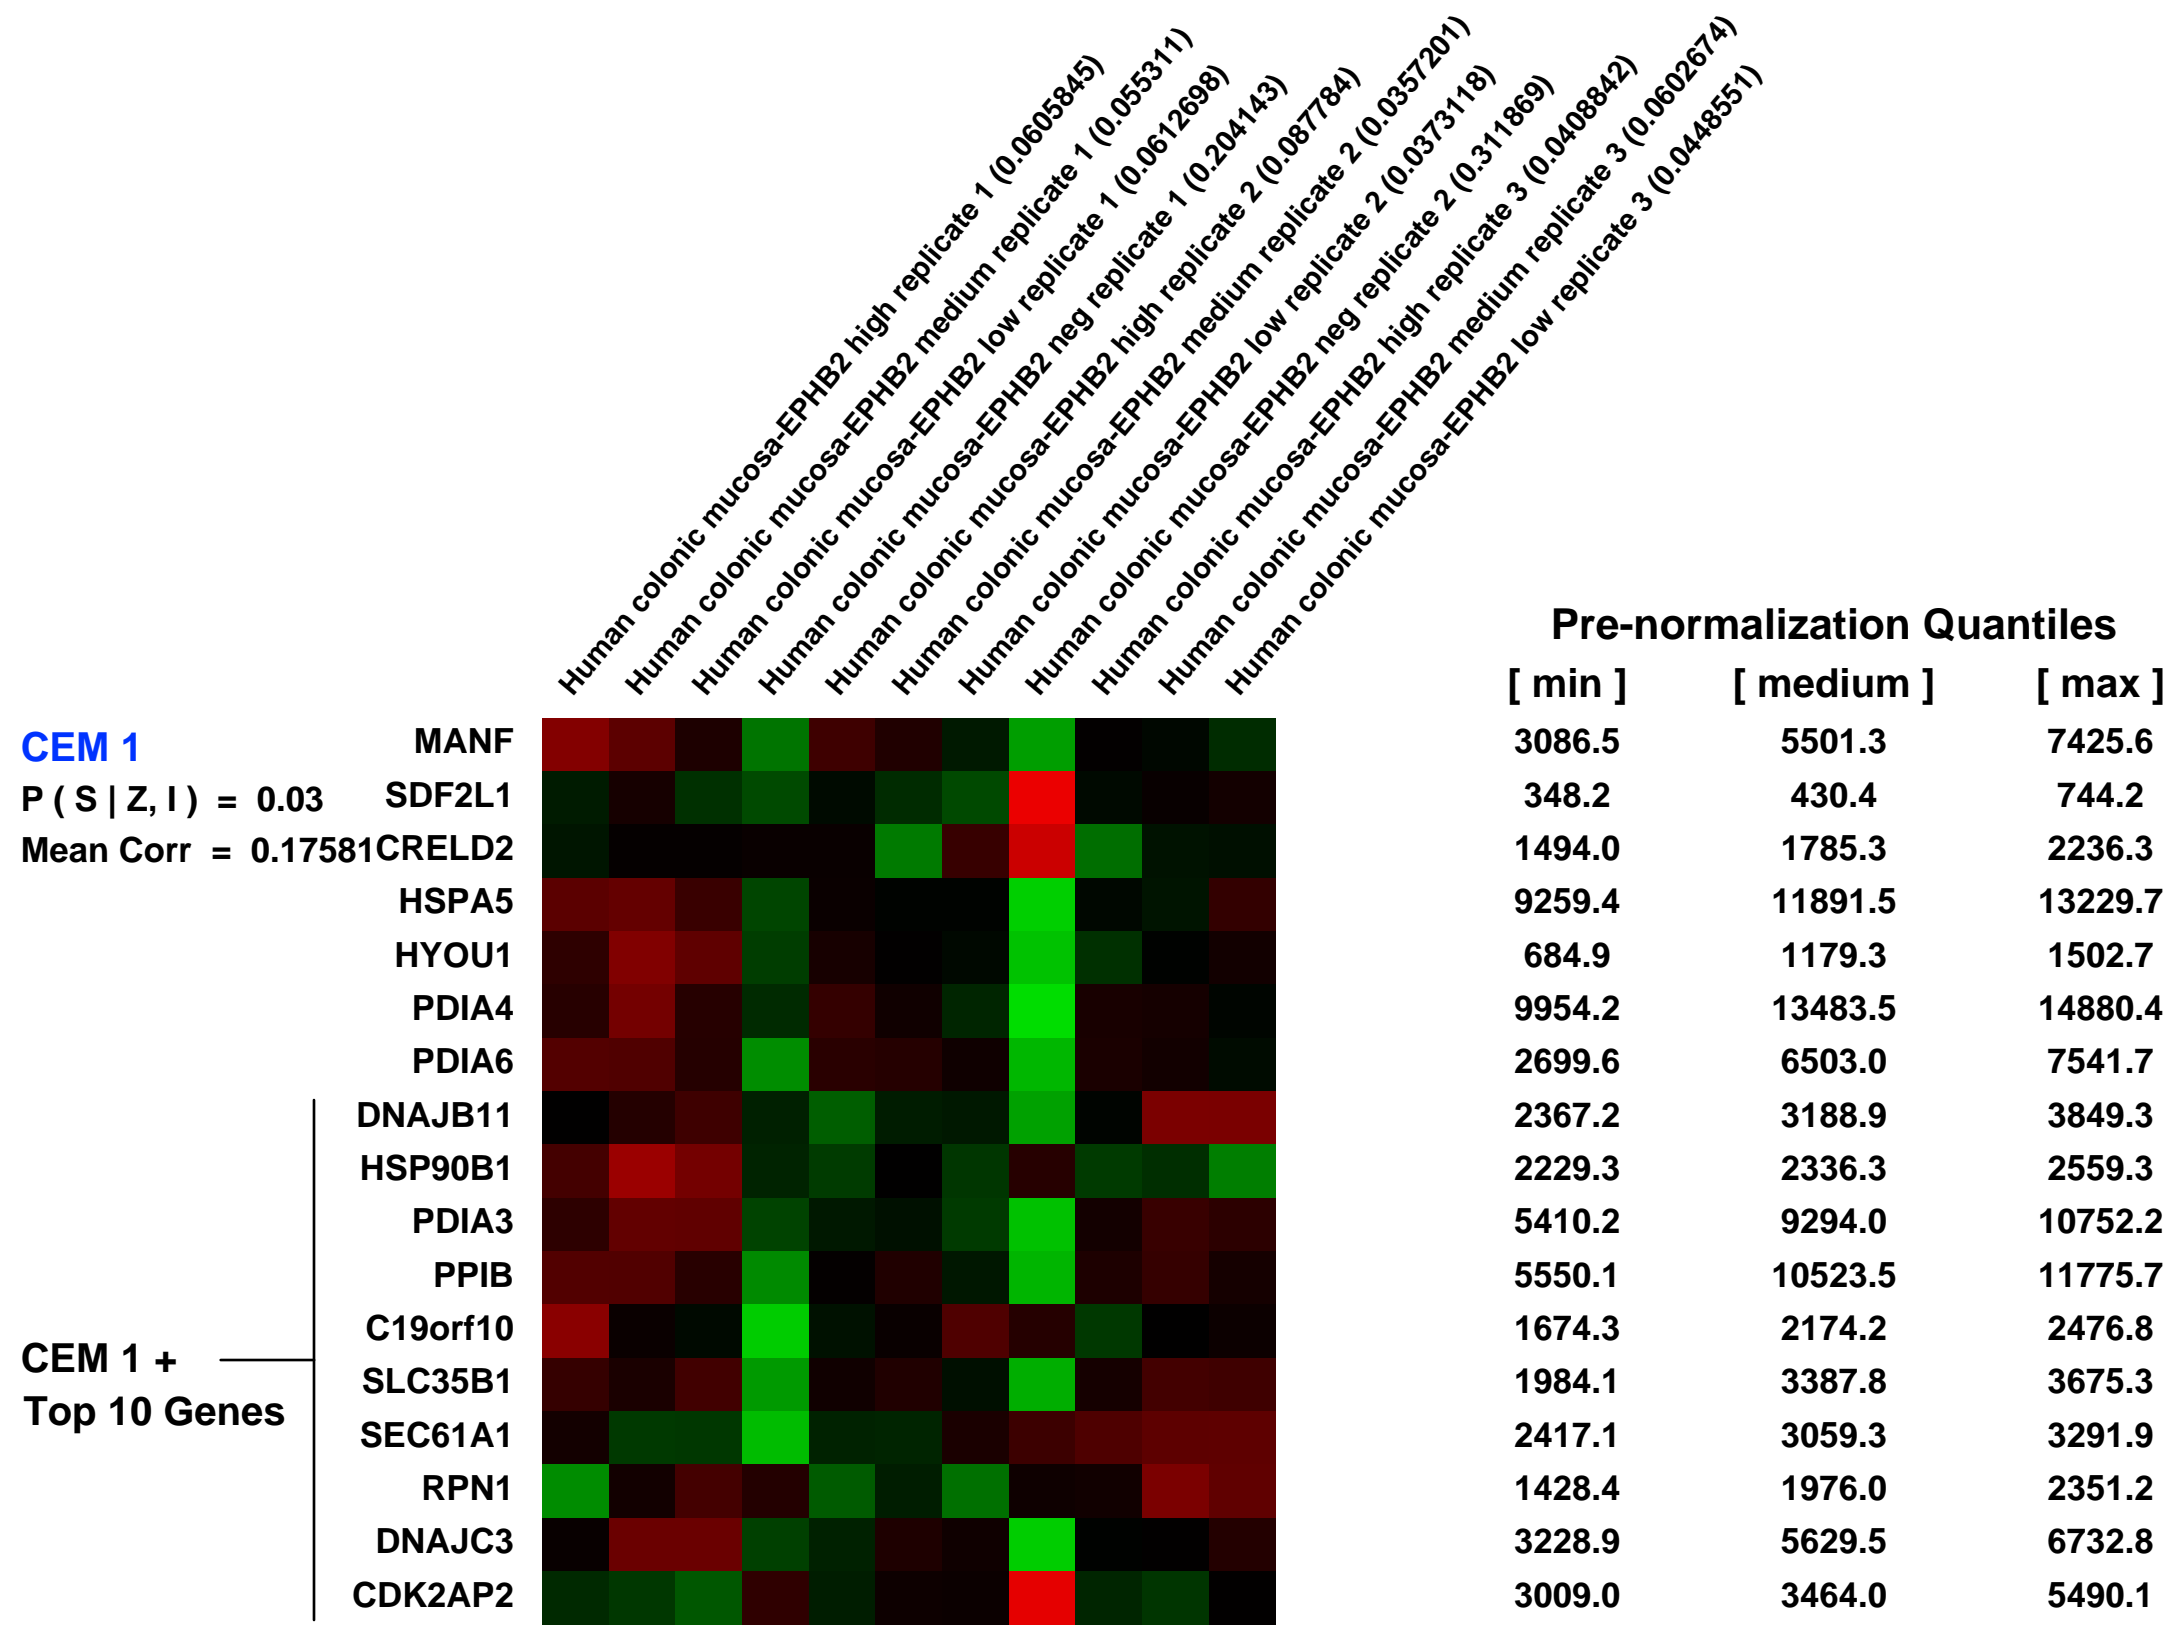 Human colonic mucosa-EPHB2 high replicate 1 (0.0605845)
Human colonic mucosa-EPHB2 medium replicate 1 (0.055311)
Human colonic mucosa-EPHB2 low replicate 1 (0.0612698)
Human colonic mucosa-EPHB2 neg replicate 1 (0.204143)
Human colonic mucosa-EPHB2 high replicate 2 (0.087784)
Human colonic mucosa-EPHB2 medium replicate 2 (0.0357201)
Human colonic mucosa-EPHB2 low replicate 2 (0.0373118)
Human colonic mucosa-EPHB2 neg replicate 2 (0.311869)
Human colonic mucosa-EPHB2 high replicate 3 (0.0408842)
Human colonic mucosa-EPHB2 medium replicate 3 (0.0602674)
Human colonic mucosa-EPHB2 low replicate 3 (0.0448551)
Pre-normalization Quantiles
[ min ] [ medium ] [ max ]
CEM 1 MANF 3086.5 5501.3 7425.6
P ( S | Z, I ) = 0.03 SDF2L1 348.2 430.4 744.2
Mean Corr = 0.17581 CRELD2 1494.0 1785.3 2236.3
HSPA5 9259.4 11891.5 13229.7
HYOU1 684.9 1179.3 1502.7
PDIA4 9954.2 13483.5 14880.4
PDIA6 2699.6 6503.0 7541.7
DNAJB11 2367.2 3188.9 3849.3
HSP90B1 2229.3 2336.3 2559.3
PDIA3 5410.2 9294.0 10752.2
PPIB 5550.1 10523.5 11775.7
C19orf10 1674.3 2174.2 2476.8
CEM 1 +
SLC35B1 1984.1 3387.8 3675.3
Top 10 Genes
SEC61A1 2417.1 3059.3 3291.9
RPN1 1428.4 1976.0 2351.2
DNAJC3 3228.9 5629.5 6732.8
CDK2AP2 3009.0 3464.0 5490.1